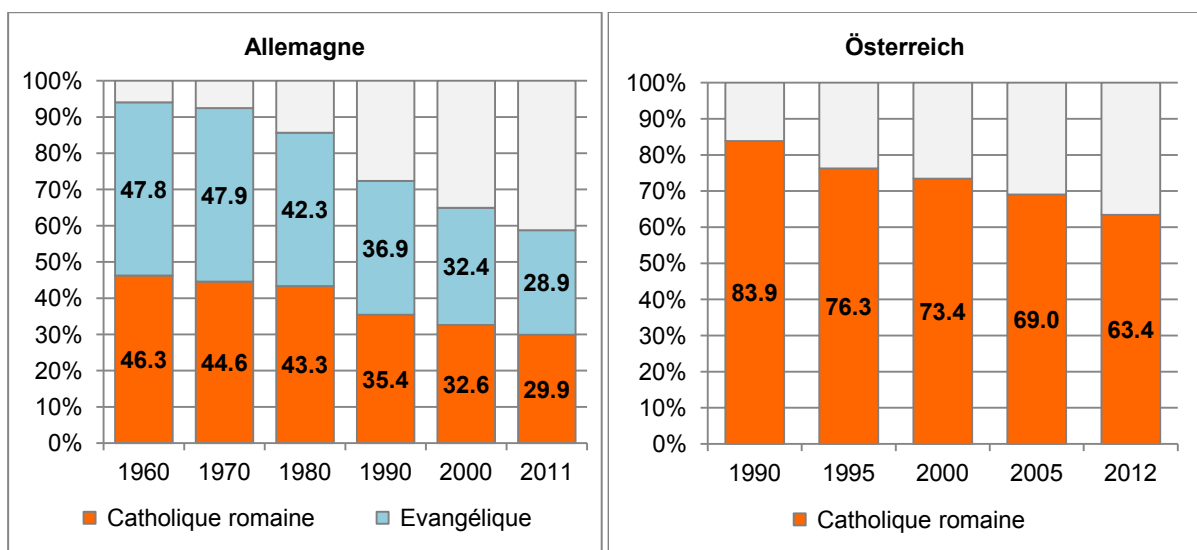 Allemagne
100%
90%
80%
70%
60%
50%
40%
30%
20%
10%
0%
47.8 47.9 42.3 36.9 32.4 28.9
46.3 44.6 43.3 35.4 32.6 29.9
1960 1970 1980 1990 2000 2011
Catholique romaine Evangélique
Österreich
100%
90%
80%
70%
60%
50%
40%
30%
20%
10%
0%
83.9 76.3 73.4 69.0 63.4
1990 1995 2000 2005 2012
Catholique romaine